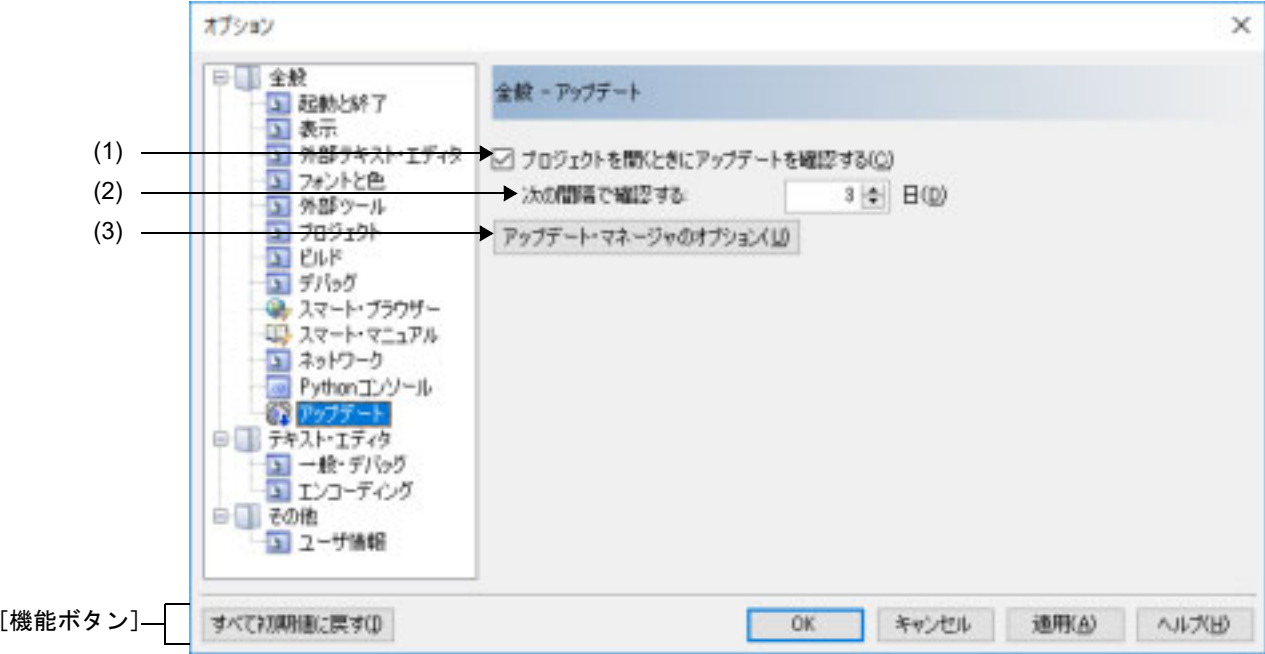 オプション
全般
起動と終了
表示
外部テキスト・エディタ
フォントと色
外部ツール
プロジェクト
ビルド
デバッグ
スマート・ブラウザー
スマート・マニュアル
ネットワーク
Pythonコンソール
アップデート
テキスト・エディタ
一般・デバッグ
エンコーディング
その他
ユーザ情報
全般 - アップデート
(1)
プロジェクトを開くときにアップデートを確認する(C)
(2)
次の間隔で確認する:
3
日(D)
(3)
アップデート・マネージャのオプション(U)
[機能ボタン]
すべて初期値に戻す(I)
OK
キャンセル
適用(A)
ヘルプ(H)